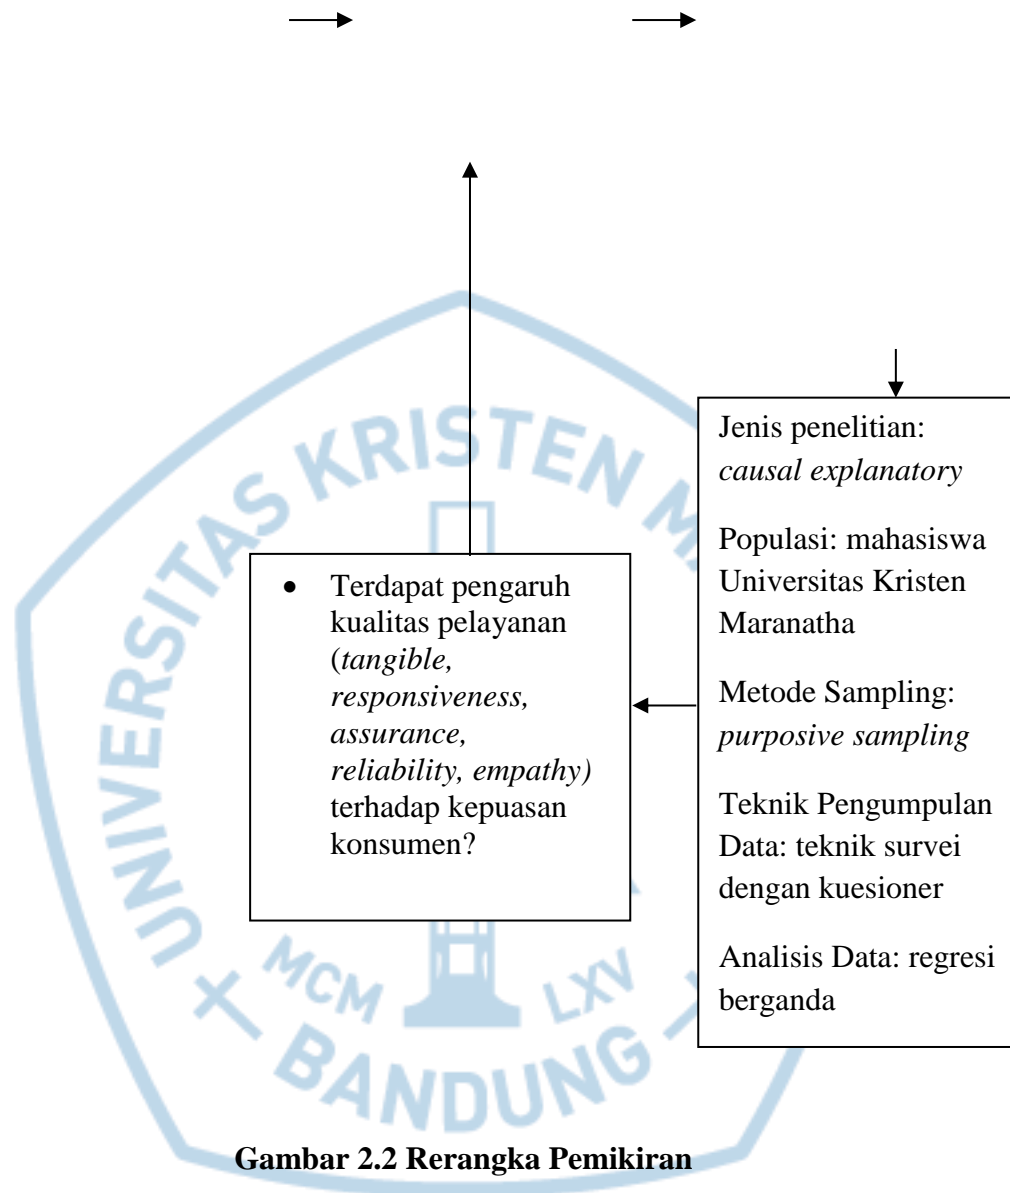 Jenis penelitian:
causal explanatory
Populasi: mahasiswa
Universitas Kristen
Maranatha
Metode Sampling:
purposive sampling
Teknik Pengumpulan
Data: teknik survei
dengan kuesioner
Analisis Data: regresi
berganda
• Terdapat pengaruh
kualitas pelayanan
(tangible,
responsiveness,
assurance,
reliability, empathy)
terhadap kepuasan
konsumen?
UNIVERSITAS KRISTEN MA
MCM LXV
BANDUNG
Gambar 2.2 Rerangka Pemikiran